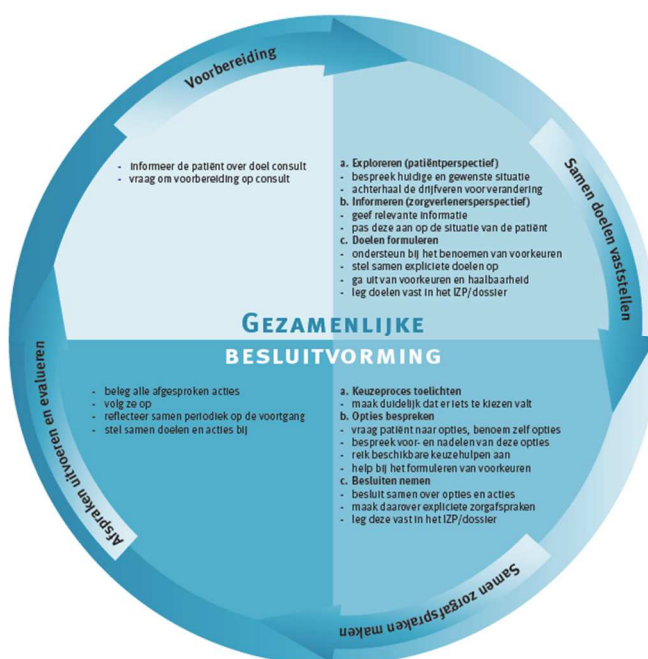 Voorbereiding
- informeer de patiënt over doel consult
- vraag om voorbereiding op consult
Samen doelen vaststellen
a. Exploreren (patiëntperspectief)
- bespreek huidige en gewenste situatie
- achterhaal de drijfveren voor verandering
b. Informeren (zorgverlenersperspectief)
- geef relevante informatie
- pas deze aan op de situatie van de patiënt
c. Doelen formuleren
- ondersteun bij het benoemen van voorkeuren
- stel samen expliciete doelen op
- ga uit van voorkeuren en haalbaarheid
- leg doelen vast in het IZP/dossier
GEZAMENLIJKE
BESLUITVORMING
a. Keuzeproces toelichten
- maak duidelijk dat er iets te kiezen valt
b. Opties bespreken
- vraag patiënt naar opties, benoem zelf opties
- bespreek voor- en nadelen van deze opties
- reik beschikbare keuzehulpen aan
- help bij het formuleren van voorkeuren
c. Besluiten nemen
- besluit samen over opties en acties
- maak daarover expliciete zorgafspraken
- leg deze vast in het IZP/dossier
Samen zorgafspraken maken
- beleg alle afgesproken acties
- volg ze op
- reflecteer samen periodiek op de voortgang
- stel samen doelen en acties bij
Afspraken uitvoeren en evalueren